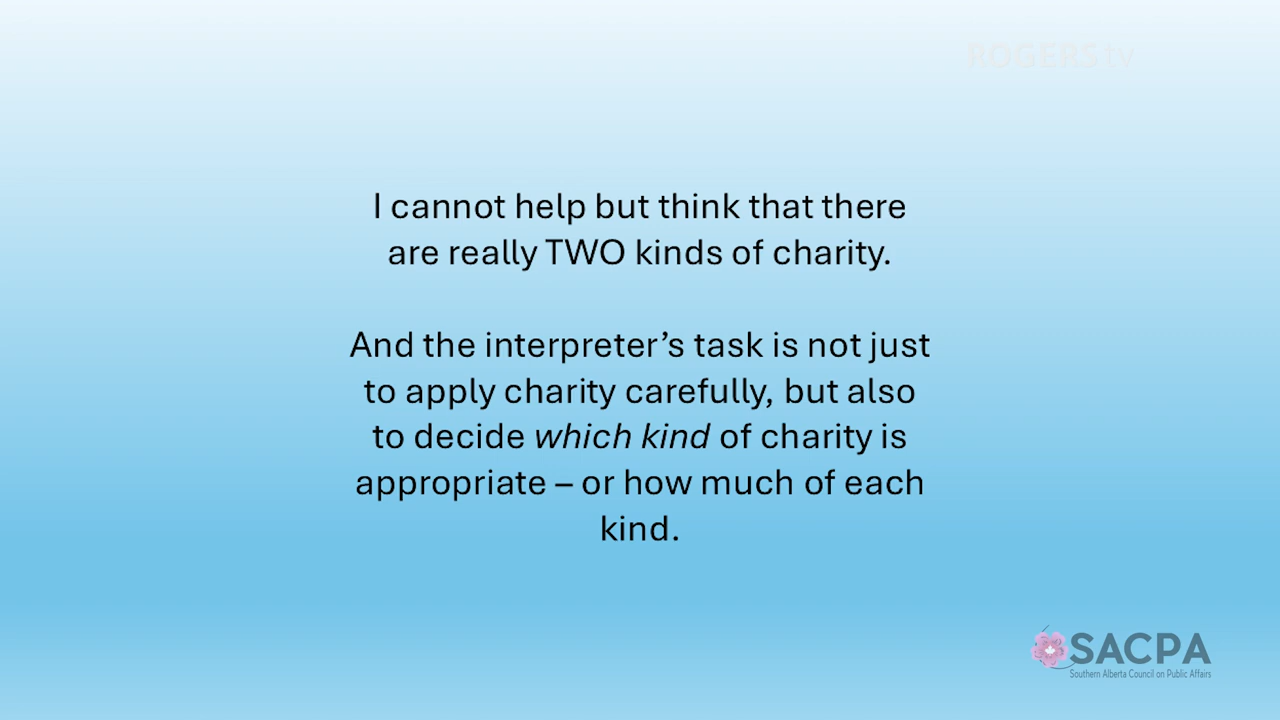 ROGERS tv
I cannot help but think that there
are really TWO kinds of charity.
And the interpreter’s task is not just
to apply charity carefully, but also
to decide which kind of charity is
appropriate – or how much of each
kind.
SACPA
Southern Alberta Council on Public Affairs